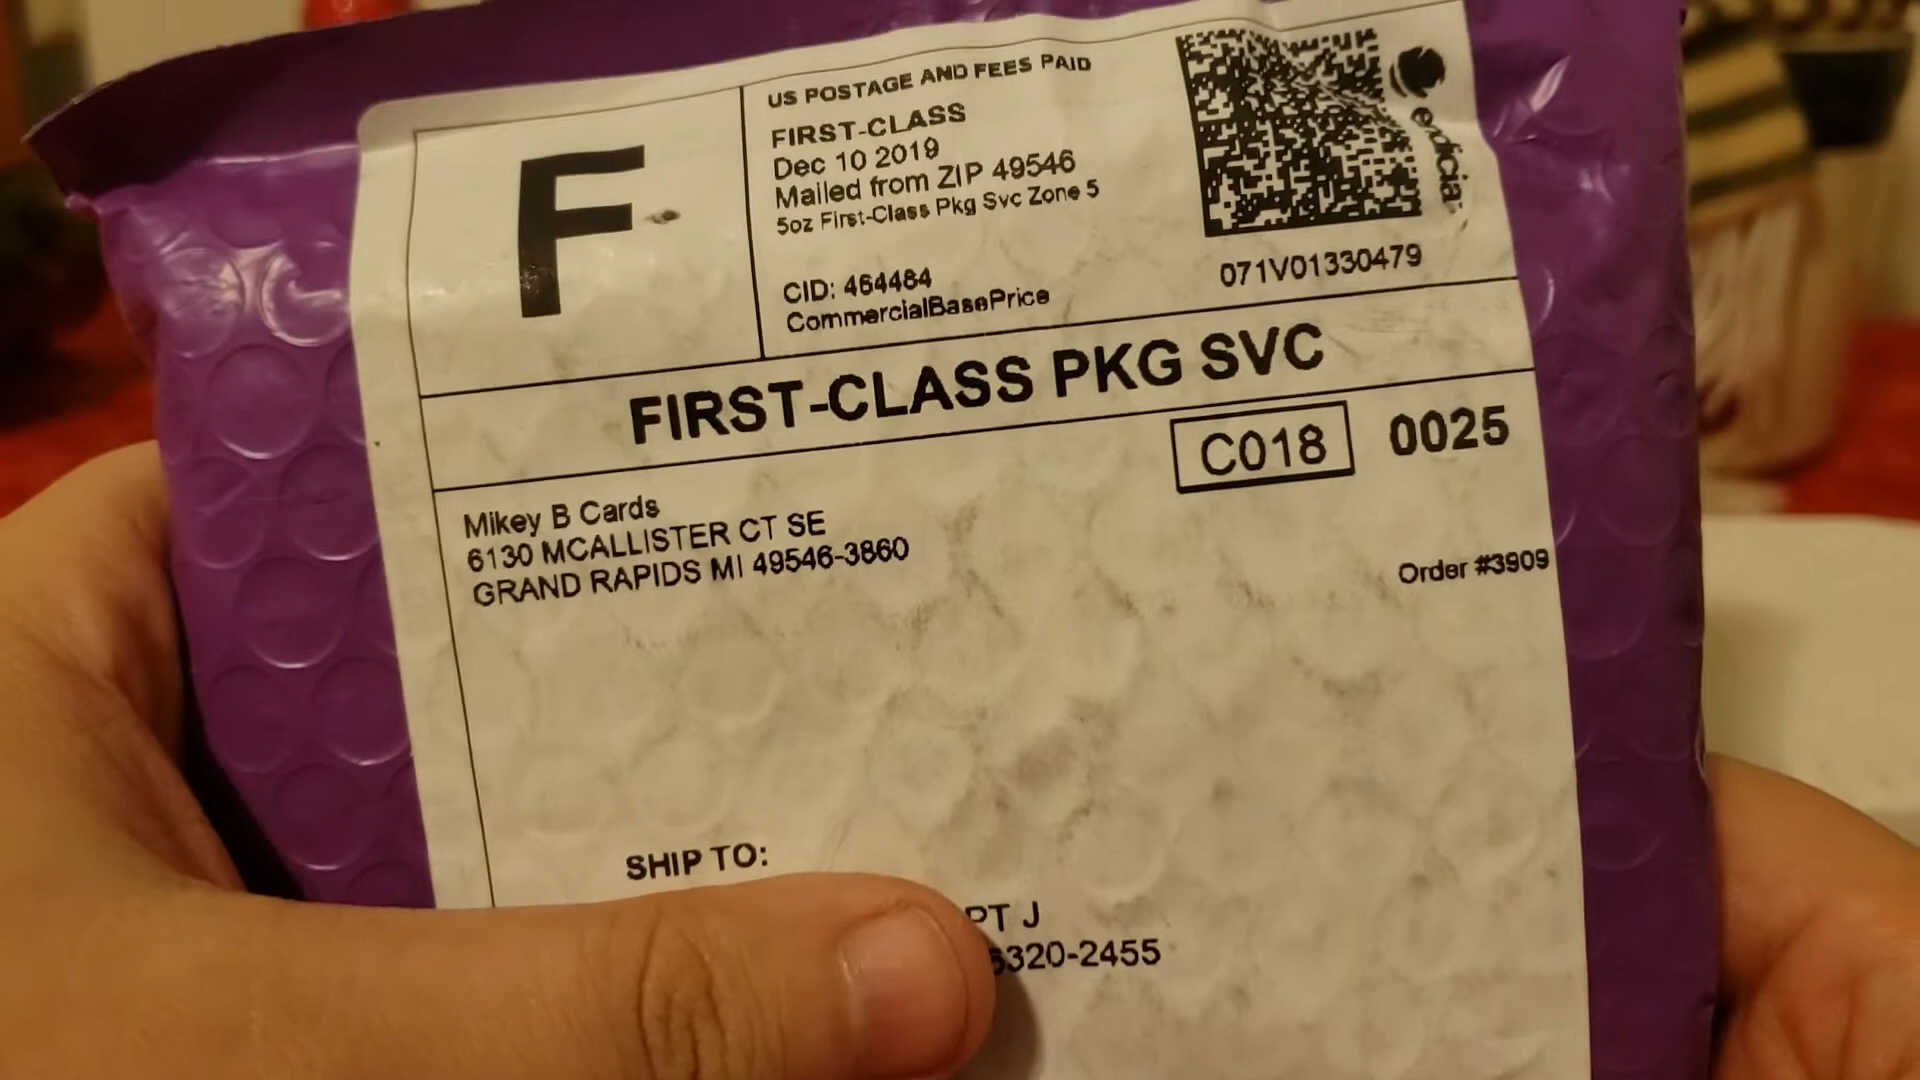 F
US POSTAGE AND FEES PAID
FIRST-CLASS
Dec 10 2019
Mailed from ZIP 49546
5oz First-Class Pkg Svc Zone 5
CID: 464484
CommercialBasePrice
endicia
071V01330479
FIRST-CLASS PKG SVC
C018 0025
Mikey B Cards
6130 MCALLISTER CT SE
GRAND RAPIDS MI 49546-3860
Order #3909
SHIP TO:
PT J
6320-2455